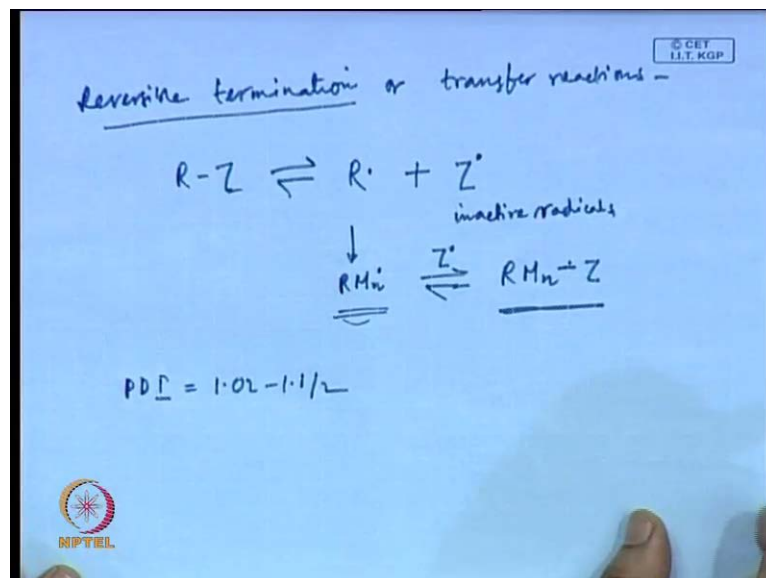 © CET
I.I.T. KGP
Reversible termination or transfer reactions –
R-Z ⇌ R• + Z•
inactive radicals
↓
RMn• ⇌ RMn–Z
Z•
PDI = 1.02 – 1.1/2
NPTEL